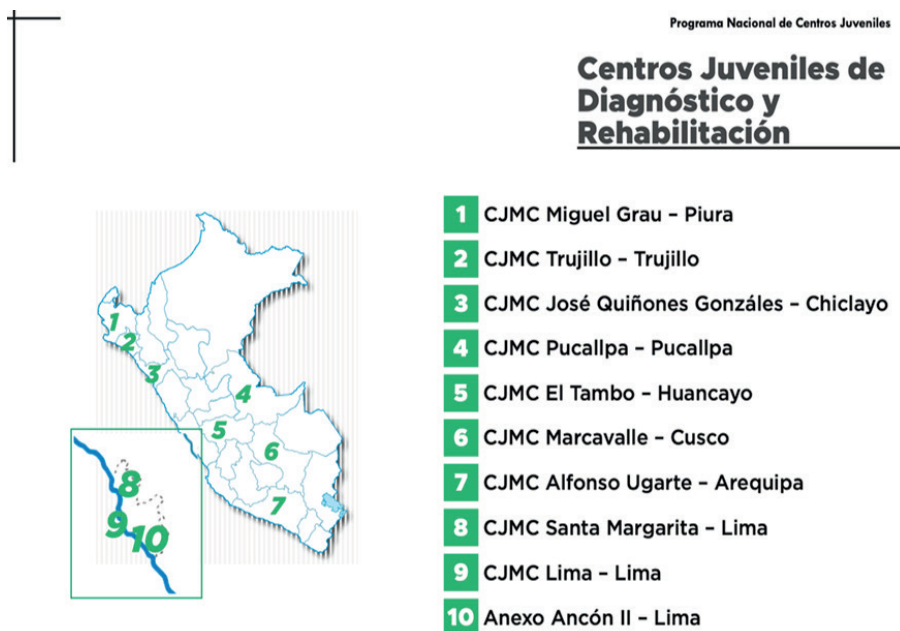 Programa Nacional de Centros Juveniles
Centros Juveniles de
Diagnóstico y
Rehabilitación
1 CJMC Miguel Grau – Piura
2 CJMC Trujillo – Trujillo
3 CJMC José Quiñones Gonzáles – Chiclayo
4 CJMC Pucallpa – Pucallpa
5 CJMC El Tambo – Huancayo
6 CJMC Marcavalle – Cusco
7 CJMC Alfonso Ugarte – Arequipa
8 CJMC Santa Margarita – Lima
9 CJMC Lima – Lima
10 Anexo Ancón II – Lima
1
2
3
4
5
6
7
8
9
10